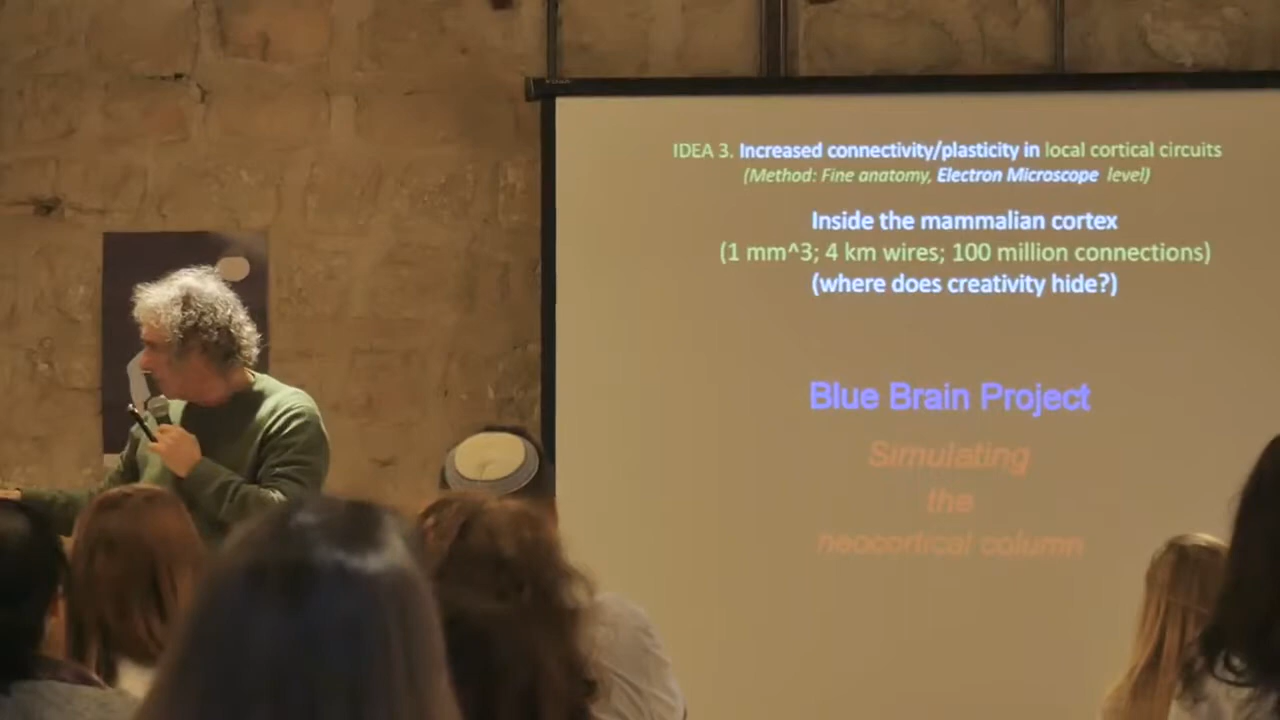 IDEA 3. Increased connectivity/plasticity in local cortical circuits
(Method: Fine anatomy, Electron Microscope level)
Inside the mammalian cortex
(1 mm^3; 4 km wires; 100 million connections)
(where does creativity hide?)
Blue Brain Project
Simulating
the
neocortical column